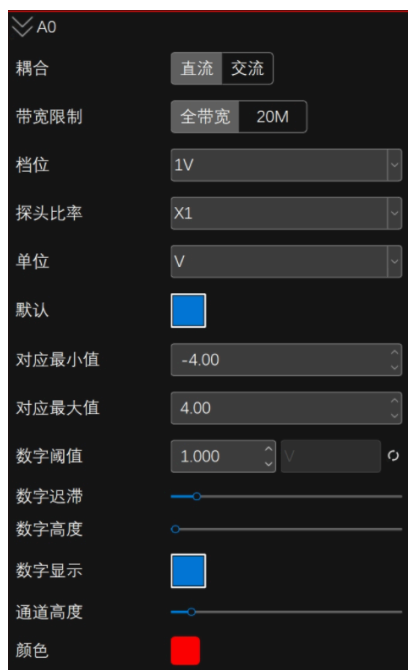 A0
耦合 直流 交流
带宽限制 全带宽 20M
档位 1V
探头比率 X1
单位 V
默认
对应最小值 -4.00
对应最大值 4.00
数字阈值 1.000 V
数字迟滞
数字高度
数字显示
通道高度
颜色